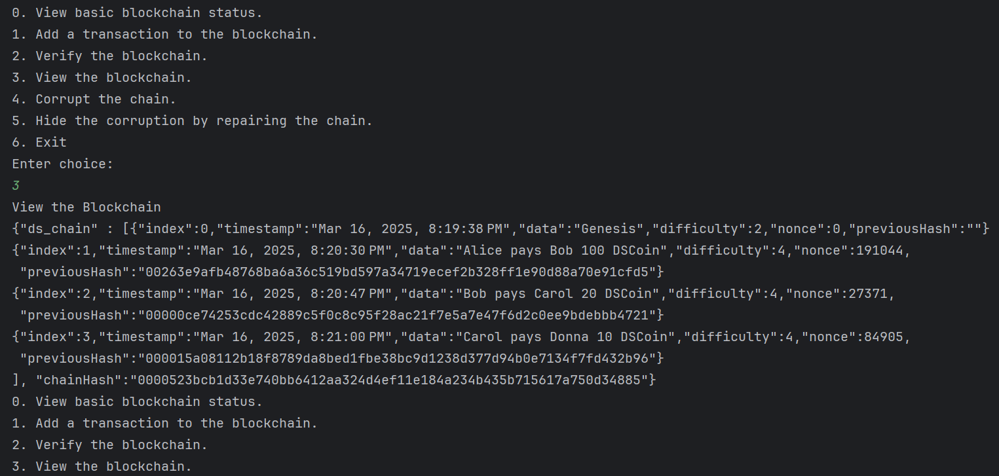 0. View basic blockchain status.
1. Add a transaction to the blockchain.
2. Verify the blockchain.
3. View the blockchain.
4. Corrupt the chain.
5. Hide the corruption by repairing the chain.
6. Exit
Enter choice:
3
View the Blockchain
{"ds_chain" : [{"index":0,"timestamp":"Mar 16, 2025, 8:19:38 PM","data":"Genesis","difficulty":2,"nonce":0,"previousHash":""}
{"index":1,"timestamp":"Mar 16, 2025, 8:20:30 PM","data":"Alice pays Bob 100 DSCoin","difficulty":4,"nonce":191044,
"previousHash":"00263e9afb48768ba6a36c519bd597a34719ecef2b328ff1e90d88a70e91cfd5"}
{"index":2,"timestamp":"Mar 16, 2025, 8:20:47 PM","data":"Bob pays Carol 20 DSCoin","difficulty":4,"nonce":27371,
"previousHash":"00000ce74253cdc42889c5f0c8c95f28ac21f7e5a7e47f6d2c0ee9bdebbb4721"}
{"index":3,"timestamp":"Mar 16, 2025, 8:21:00 PM","data":"Carol pays Donna 10 DSCoin","difficulty":4,"nonce":84905,
"previousHash":"000015a08112b18f8789da8bed1fbe38bc9d1238d377d94b0e7134f7fd432b96"}
], "chainHash":"0000523bcb1d33e740bb6412aa324d4ef11e184a234b435b715617a750d34885"}
0. View basic blockchain status.
1. Add a transaction to the blockchain.
2. Verify the blockchain.
3. View the blockchain.